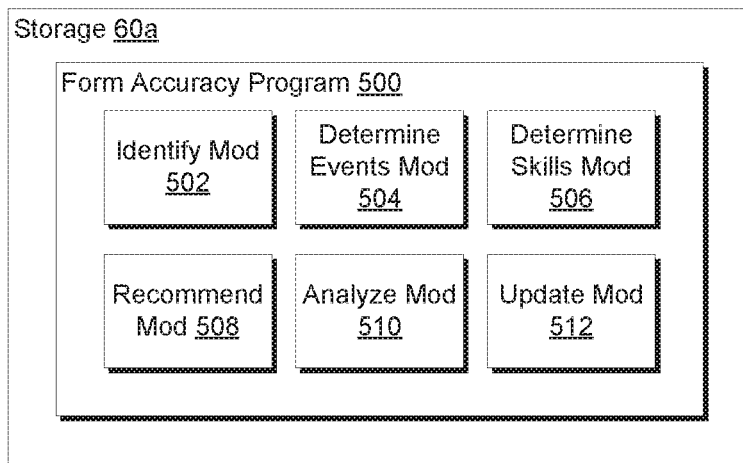 Storage 60a
Form Accuracy Program 500
Identify Mod
502
Determine
Events Mod
504
Determine
Skills Mod
506
Recommend
Mod 508
Analyze Mod
510
Update Mod
512